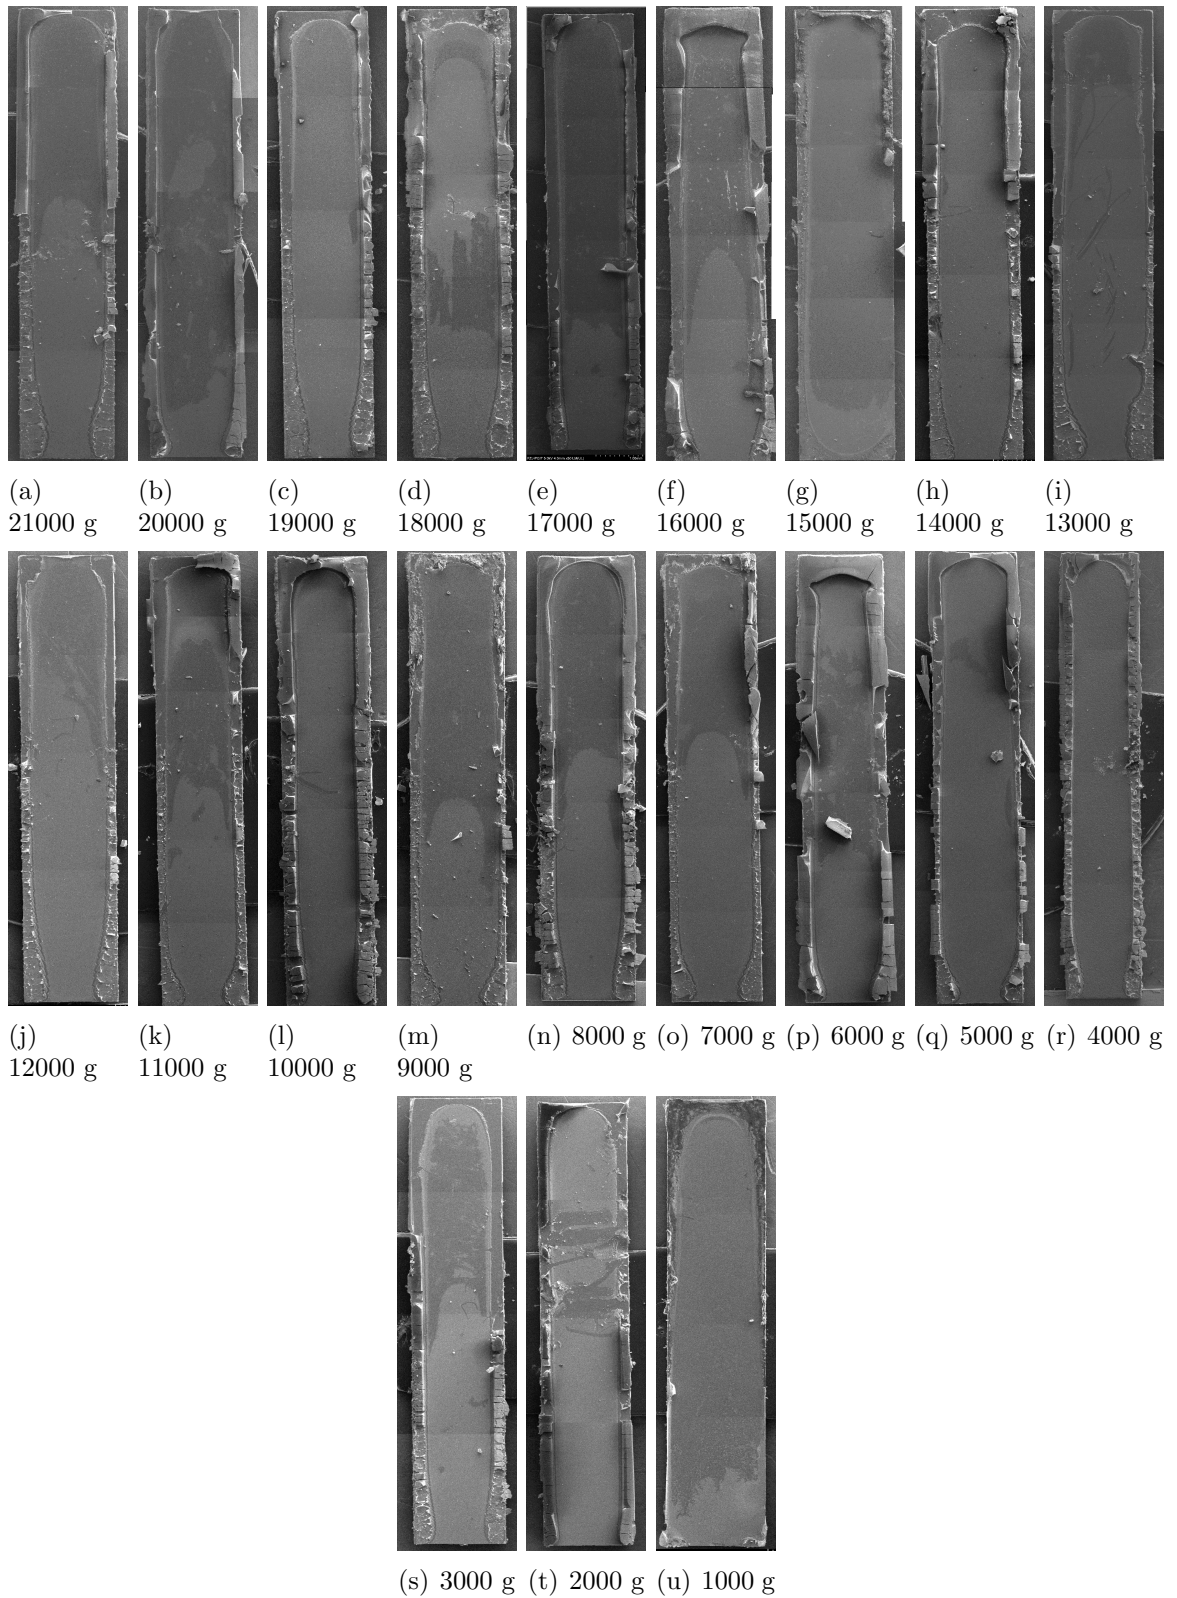 (a)
21000 g
(b)
20000 g
(c)
19000 g
(d)
18000 g
(e)
17000 g
(f)
16000 g
(g)
15000 g
(h)
14000 g
(i)
13000 g
(j)
12000 g
(k)
11000 g
(l)
10000 g
(m)
9000 g
(n) 8000 g
(o) 7000 g
(p) 6000 g
(q) 5000 g
(r) 4000 g
(s) 3000 g
(t) 2000 g
(u) 1000 g